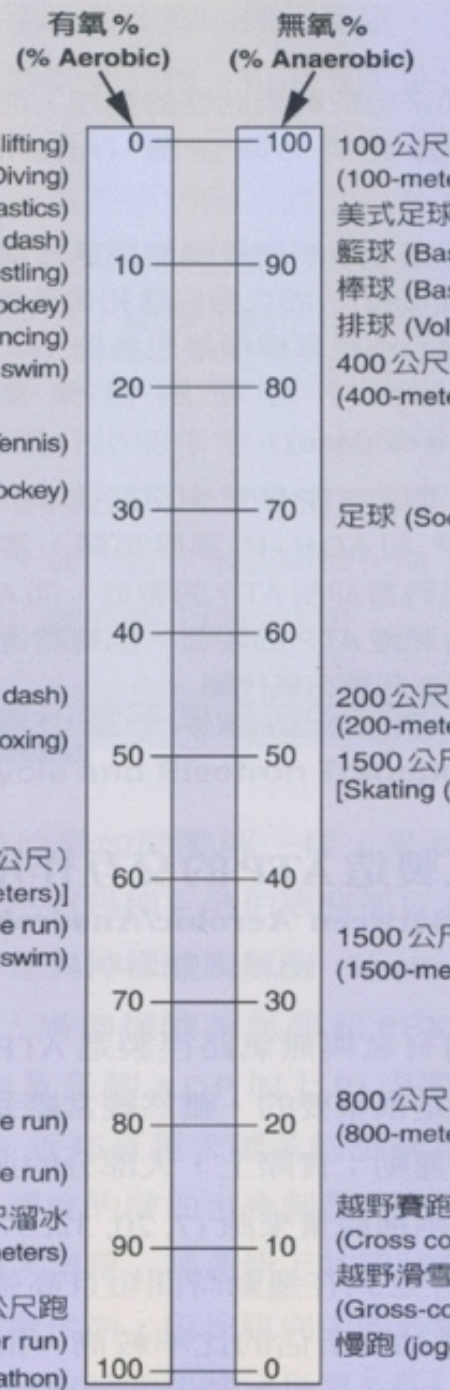 有氧 %
(% Aerobic)
無氧 %
(% Anaerobic)
lifting)
Diving)
astics)
dash)
estling)
ockey)
ncing)
swim)
ennis)
ockey)
dash)
oxing)
公尺)
eters)]
e run)
swim)
e run)
e run)
尺溜冰
eters)
公尺跑
er run)
athon)
0
10
20
30
40
50
60
70
80
90
100
100
90
80
70
60
50
40
30
20
10
0
100 公尺
(100-mete
美式足球
籃球 (Bas
棒球 (Bas
排球 (Vol
400 公尺
(400-mete
足球 (Soc
200 公尺
(200-mete
1500 公尺
[Skating (
1500 公尺
(1500-me
800 公尺
(800-mete
越野賽跑
(Cross co
越野滑雪
(Gross-co
慢跑 (jog